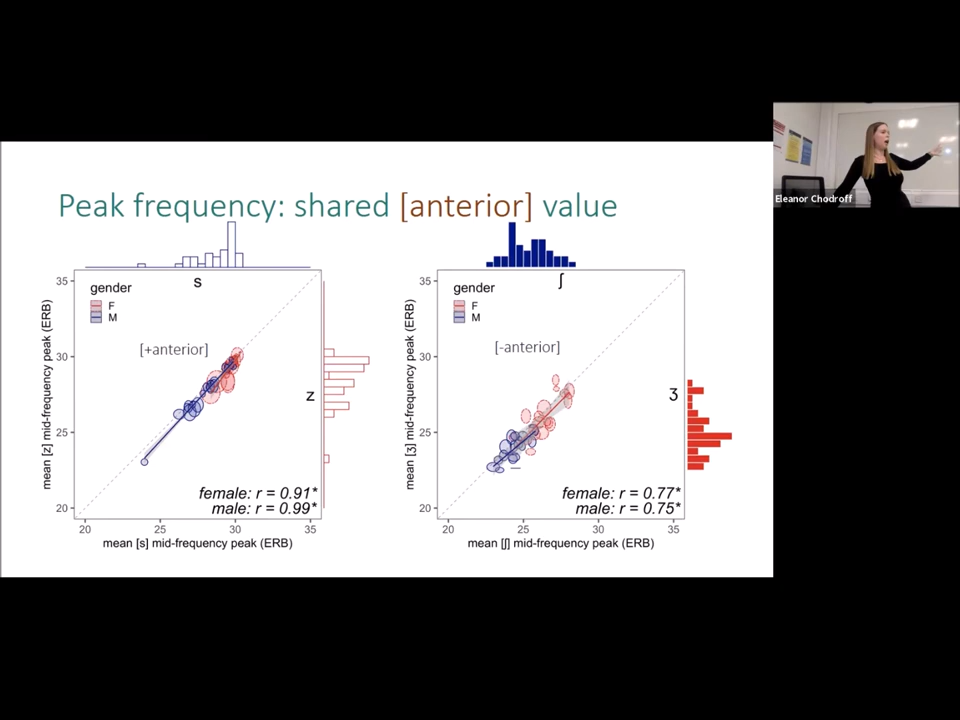 Peak frequency: shared [anterior] value
s
35
30
25
20
gender
F
M
[+anterior]
z
female: r = 0.91*
male: r = 0.99*
20 25 30 35
mean [s] mid-frequency peak (ERB)
mean [z] mid-frequency peak (ERB)
ʃ
35
30
25
20
gender
F
M
[-anterior]
ʒ
female: r = 0.77*
male: r = 0.75*
20 25 30 35
mean [ʃ] mid-frequency peak (ERB)
mean [ʒ] mid-frequency peak (ERB)
Eleanor Chodroff